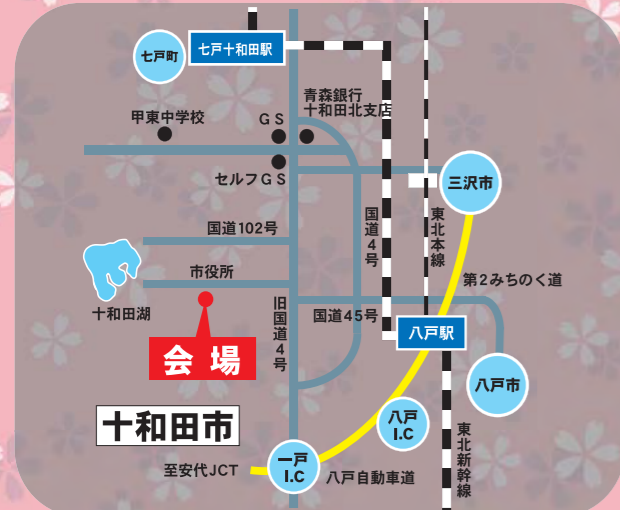 七戸町
七戸十和田駅
青森銀行
十和田北支店
甲東中学校
GS
セルフGS
三沢市
国道102号
国道4号
東北本線
市役所
第2みちのく道
十和田湖
旧国道4号
国道45号
八戸駅
会場
八戸市
十和田市
八戸
I.C
一戸
I.C
至安代JCT
八戸自動車道
東北新幹線